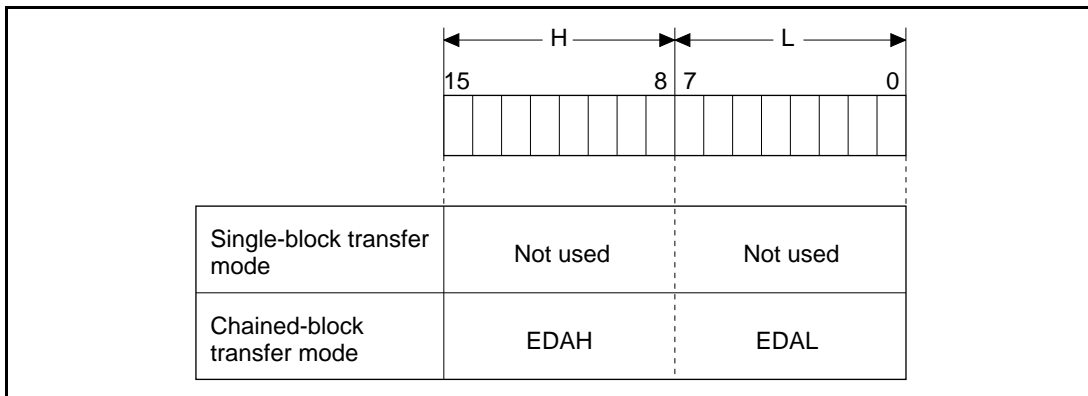 H L
15 8 7 0
Single-block transfer
mode
Not used Not used
Chained-block
transfer mode
EDAH EDAL